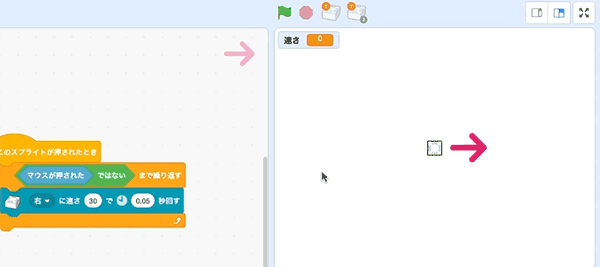 速さ 0
このスプライトが押されたとき
マウスが押された ではない まで繰り返す
右 に速さ 30 で 0.05 秒回す